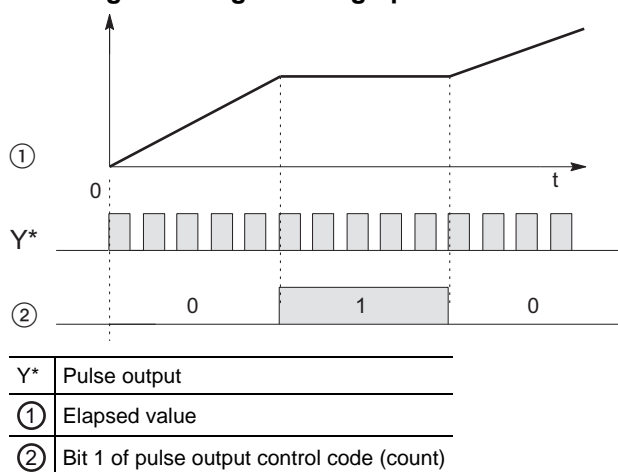 ①
0
t
Y*
②
0 1 0
Y* Pulse output
① Elapsed value
② Bit 1 of pulse output control code (count)